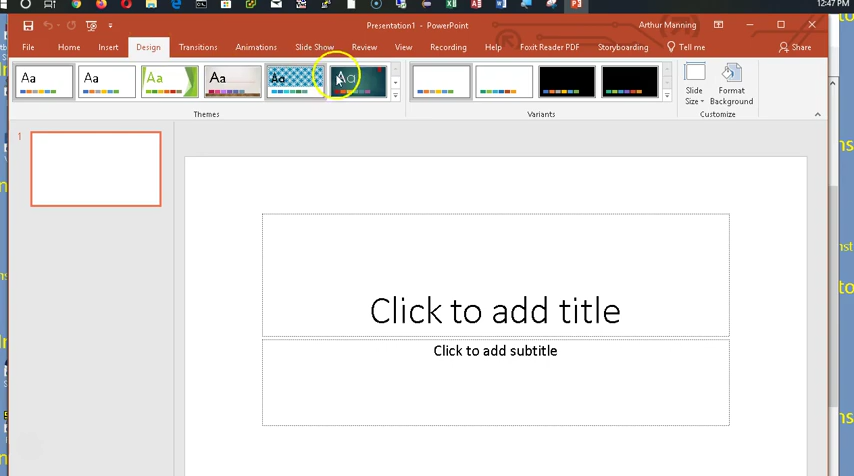 12:47 PM
Presentation1 - PowerPoint
Arthur Manning
File Home Insert Design Transitions Animations Slide Show Review View Recording Help Foxit Reader PDF Storyboarding Tell me Share
Aa Aa Aa Aa Aa Aa
Slide Size
Format Background
Themes Variants Customize
1
Click to add title
Click to add subtitle